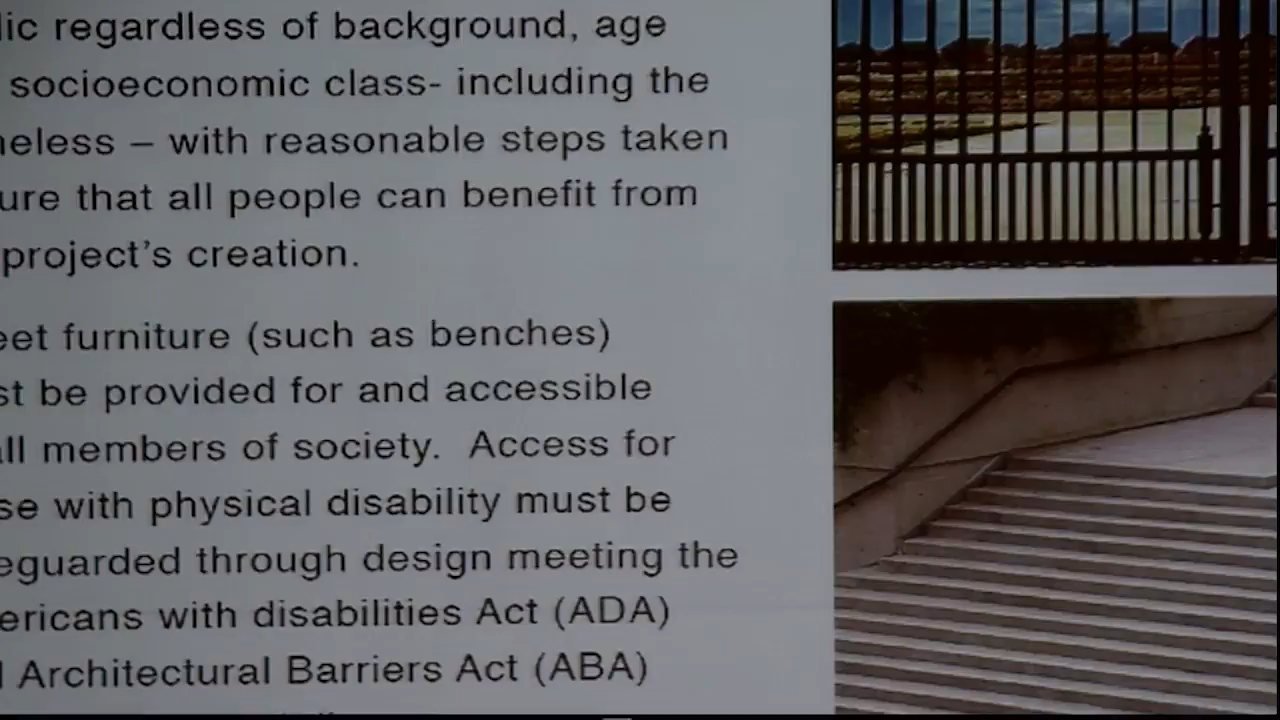 lic regardless of background, age
socioeconomic class- including the
neless – with reasonable steps taken
ure that all people can benefit from
project's creation.
eet furniture (such as benches)
st be provided for and accessible
all members of society. Access for
se with physical disability must be
eguarded through design meeting the
ericans with disabilities Act (ADA)
Architectural Barriers Act (ABA)